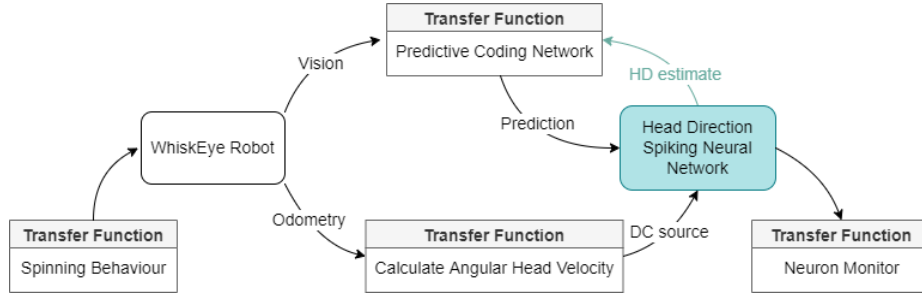 Transfer Function
Predictive Coding Network
Vision
HD estimate
Prediction
WhiskEye Robot
Head Direction
Spiking Neural
Network
Odometry
DC source
Transfer Function
Spinning Behaviour
Transfer Function
Calculate Angular Head Velocity
Transfer Function
Neuron Monitor